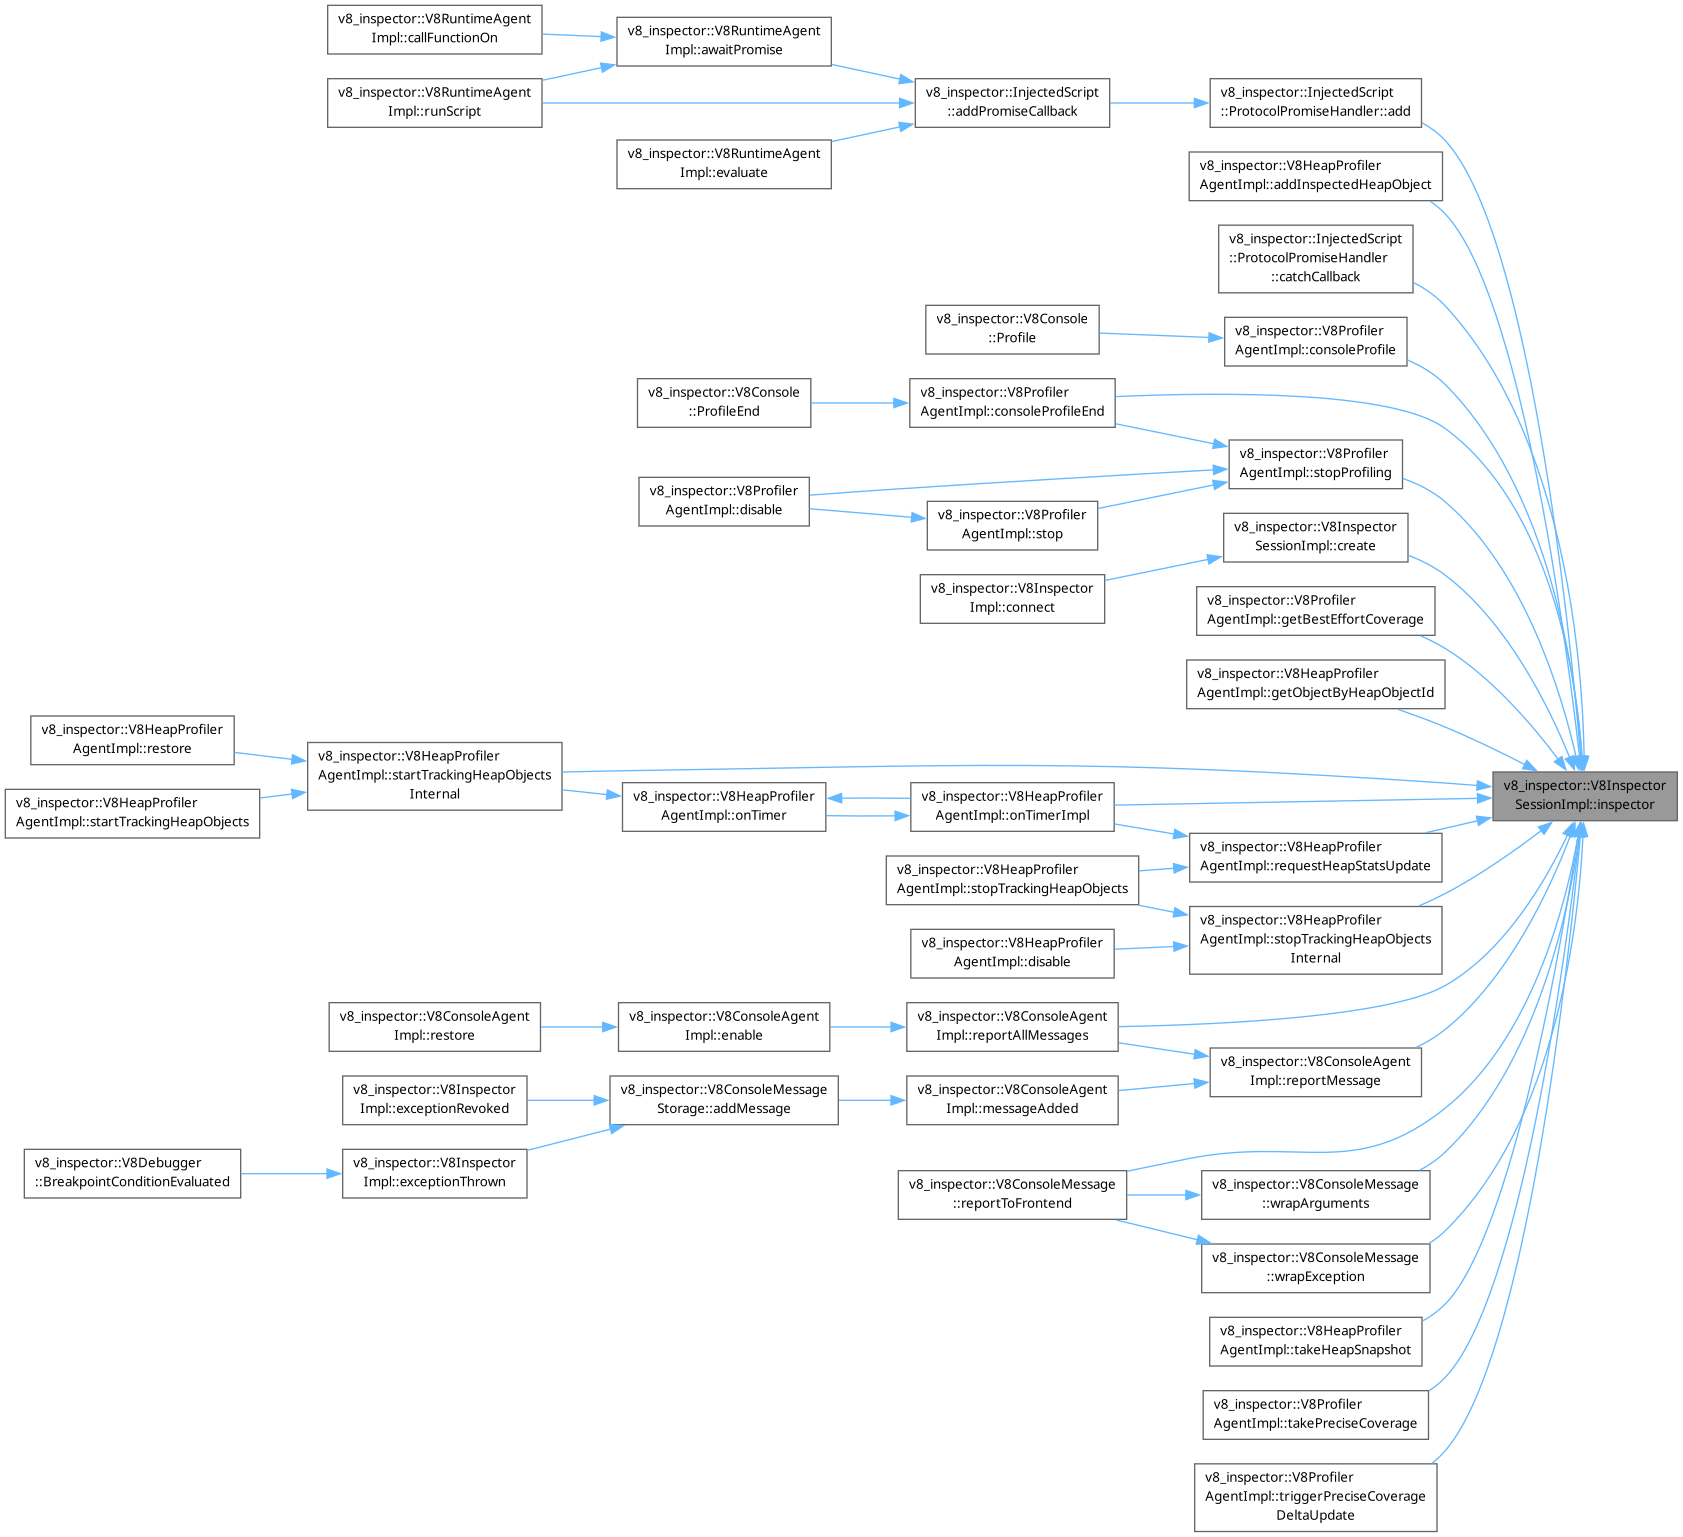 v8_inspector::V8RuntimeAgent
Impl::callFunctionOn
v8_inspector::V8RuntimeAgent
Impl::awaitPromise
v8_inspector::V8RuntimeAgent
Impl::runScript
v8_inspector::InjectedScript
::addPromiseCallback
v8_inspector::InjectedScript
::ProtocolPromiseHandler::add
v8_inspector::V8RuntimeAgent
Impl::evaluate
v8_inspector::V8HeapProfiler
AgentImpl::addInspectedHeapObject
v8_inspector::InjectedScript
::ProtocolPromiseHandler
::catchCallback
v8_inspector::V8Console
::Profile
v8_inspector::V8Profiler
AgentImpl::consoleProfile
v8_inspector::V8Console
::ProfileEnd
v8_inspector::V8Profiler
AgentImpl::consoleProfileEnd
v8_inspector::V8Profiler
AgentImpl::stopProfiling
v8_inspector::V8Profiler
AgentImpl::disable
v8_inspector::V8Profiler
AgentImpl::stop
v8_inspector::V8Inspector
SessionImpl::create
v8_inspector::V8Inspector
Impl::connect
v8_inspector::V8Profiler
AgentImpl::getBestEffortCoverage
v8_inspector::V8HeapProfiler
AgentImpl::getObjectByHeapObjectId
v8_inspector::V8HeapProfiler
AgentImpl::restore
v8_inspector::V8HeapProfiler
AgentImpl::startTrackingHeapObjects
Internal
v8_inspector::V8HeapProfiler
AgentImpl::startTrackingHeapObjects
v8_inspector::V8HeapProfiler
AgentImpl::onTimer
v8_inspector::V8HeapProfiler
AgentImpl::onTimerImpl
v8_inspector::V8Inspector
SessionImpl::inspector
v8_inspector::V8HeapProfiler
AgentImpl::requestHeapStatsUpdate
v8_inspector::V8HeapProfiler
AgentImpl::stopTrackingHeapObjects
v8_inspector::V8HeapProfiler
AgentImpl::stopTrackingHeapObjects
Internal
v8_inspector::V8HeapProfiler
AgentImpl::disable
v8_inspector::V8ConsoleAgent
Impl::restore
v8_inspector::V8ConsoleAgent
Impl::enable
v8_inspector::V8ConsoleAgent
Impl::reportAllMessages
v8_inspector::V8ConsoleAgent
Impl::reportMessage
v8_inspector::V8Inspector
Impl::exceptionRevoked
v8_inspector::V8ConsoleMessage
Storage::addMessage
v8_inspector::V8ConsoleAgent
Impl::messageAdded
v8_inspector::V8Debugger
::BreakpointConditionEvaluated
v8_inspector::V8Inspector
Impl::exceptionThrown
v8_inspector::V8ConsoleMessage
::reportToFrontend
v8_inspector::V8ConsoleMessage
::wrapArguments
v8_inspector::V8ConsoleMessage
::wrapException
v8_inspector::V8HeapProfiler
AgentImpl::takeHeapSnapshot
v8_inspector::V8Profiler
AgentImpl::takePreciseCoverage
v8_inspector::V8Profiler
AgentImpl::triggerPreciseCoverage
DeltaUpdate